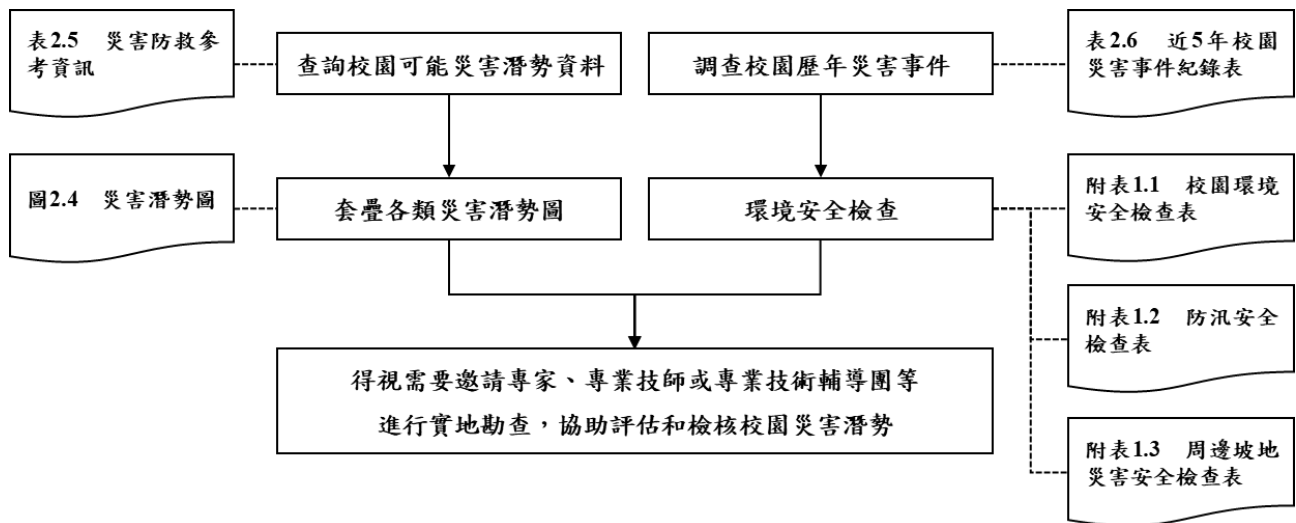 表2.5　災害防救參
考資訊
查詢校園可能災害潛勢資料
調查校園歷年災害事件
表2.6　近5年校園
災害事件紀錄表
圖2.4　災害潛勢圖
套疊各類災害潛勢圖
環境安全檢查
附表1.1　校園環境
安全檢查表
附表1.2　防汛安全
檢查表
得視需要邀請專家、專業技師或專業技術輔導團等
進行實地勘查，協助評估和檢核校園災害潛勢
附表1.3　周邊坡地
災害安全檢查表